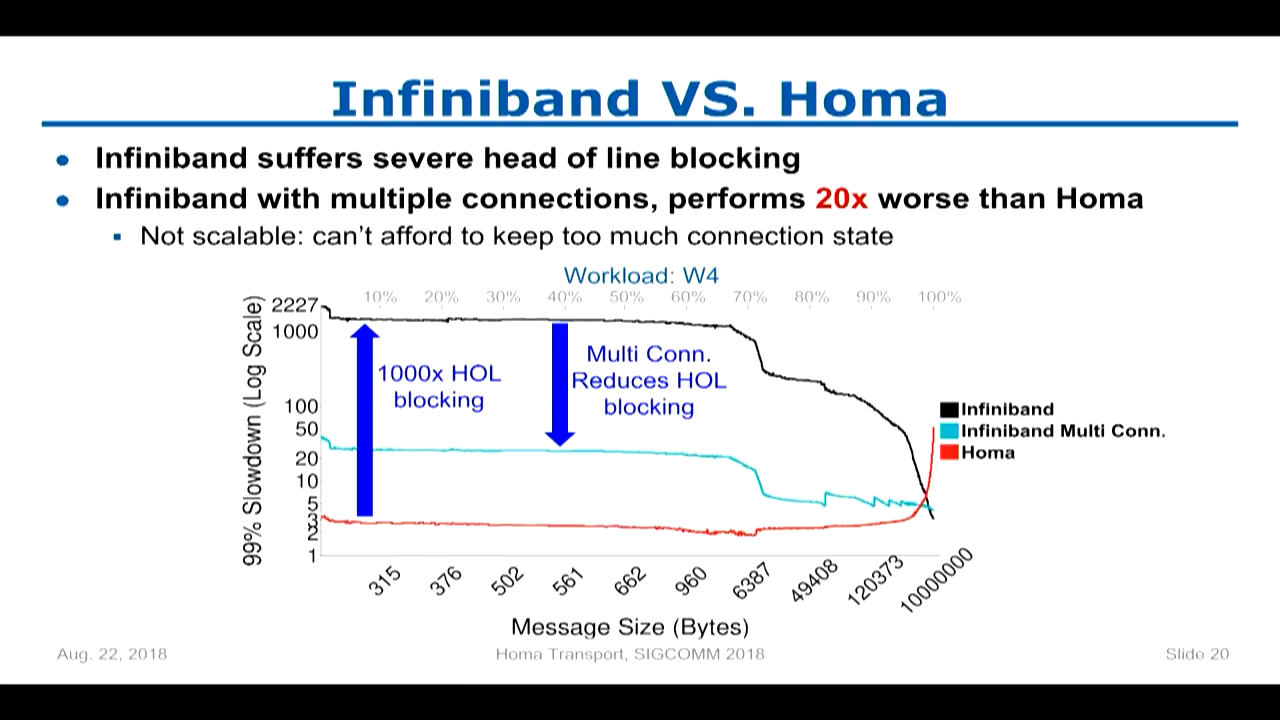 Infiniband VS. Homa
• Infiniband suffers severe head of line blocking
• Infiniband with multiple connections, performs 20x worse than Homa
▪ Not scalable: can't afford to keep too much connection state
Workload: W4
10% 20% 30% 40% 50% 60% 70% 80% 90% 100%
99% Slowdown (Log Scale)
2227
1000
100
50
20
10
5
3
2
1
1000x HOL
blocking
Multi Conn.
Reduces HOL
blocking
Infiniband
Infiniband Multi Conn.
Homa
315 376 502 561 662 960 6387 49408 120373 10000000
Message Size (Bytes)
Aug. 22, 2018
Homa Transport, SIGCOMM 2018
Slide 20